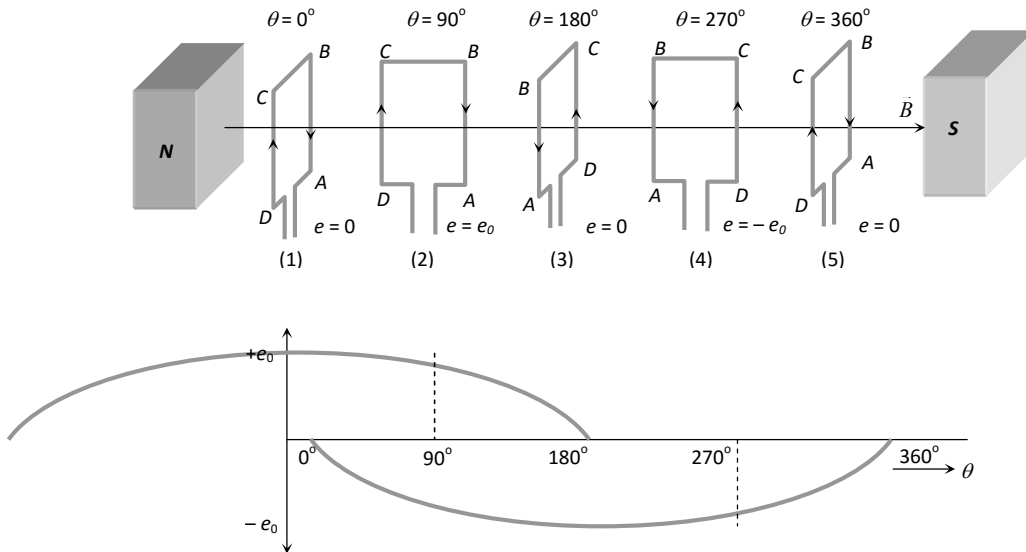 θ = 0° θ = 90° θ = 180° θ = 270° θ = 360°
B C B C B C B
C B C
N B⃗ S
A D A
D D A A D D
A
e = 0 e = e₀ e = 0 e = – e₀ e = 0
(1) (2) (3) (4) (5)
+e₀
0° 90° 180° 270° 360° θ
– e₀